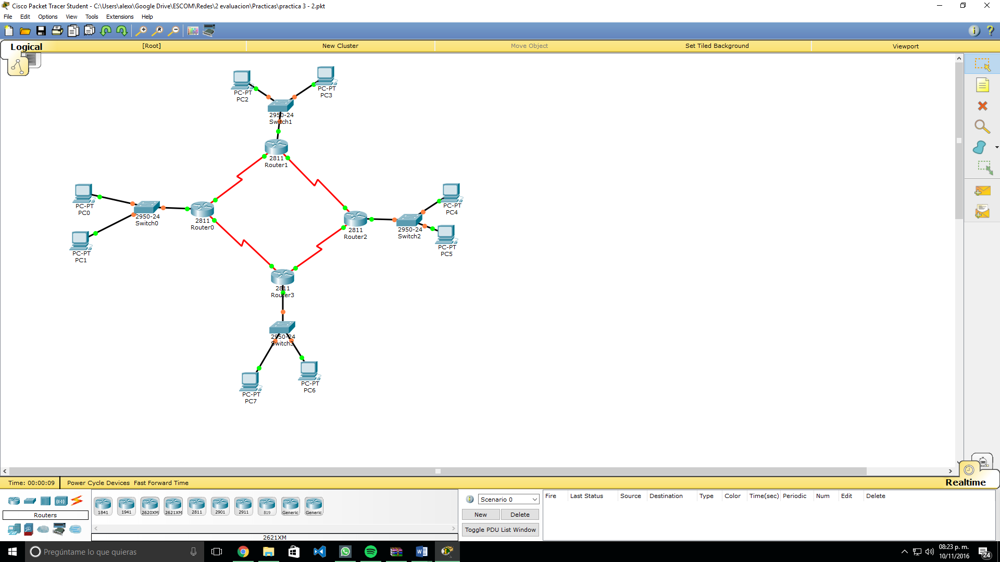 Cisco Packet Tracer Student - C:\Users\alexx\Google Drive\ESCOM\Redes\2 evaluacion\Practicas\practica 3 - 2.pkt
File Edit Options View Tools Extensions Help
Logical [Root] New Cluster Move Object Set Tiled Background Viewport
PC-PT
PC2
PC-PT
PC3
2950-24
Switch1
2811
Router1
PC-PT
PC0
2950-24
Switch0
2811
Router0
PC-PT
PC1
2811
Router2
2950-24
Switch2
PC-PT
PC4
PC-PT
PC5
2811
Router3
2950-24
Switch3
PC-PT
PC6
PC-PT
PC7
Time: 00:00:09 Power Cycle Devices Fast Forward Time Realtime
Routers
1841 1941 2620XM 2621XM 2811 2901 2911 819 Generic Generic
2621XM
Scenario 0
New Delete
Toggle PDU List Window
Fire Last Status Source Destination Type Color Time(sec) Periodic Num Edit Delete
Pregúntame lo que quieras
08:23 p. m.
10/11/2016
24